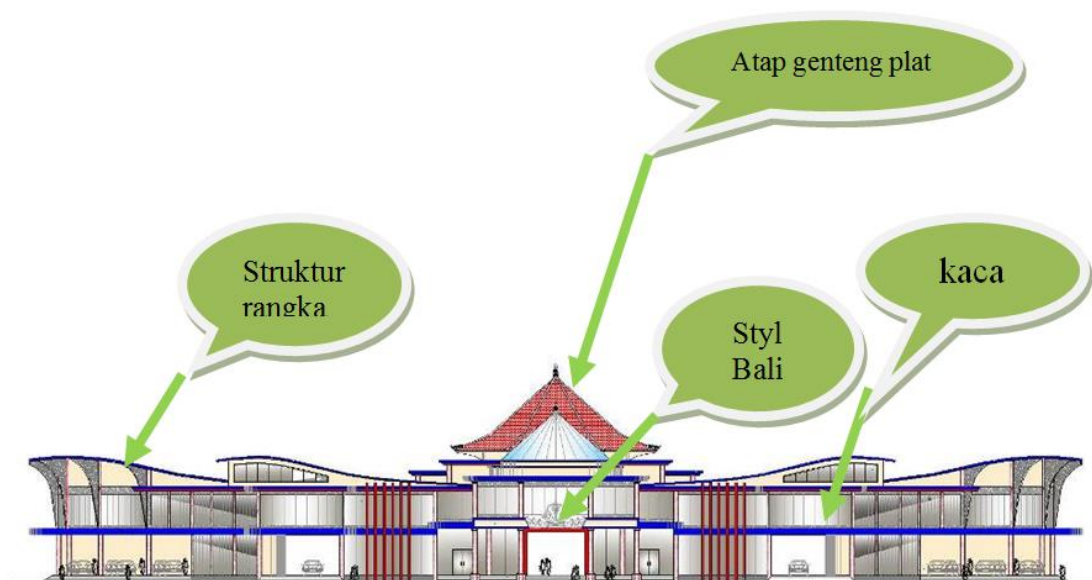 Atap genteng plat
Struktur
rangka
kaca
Styl
Bali